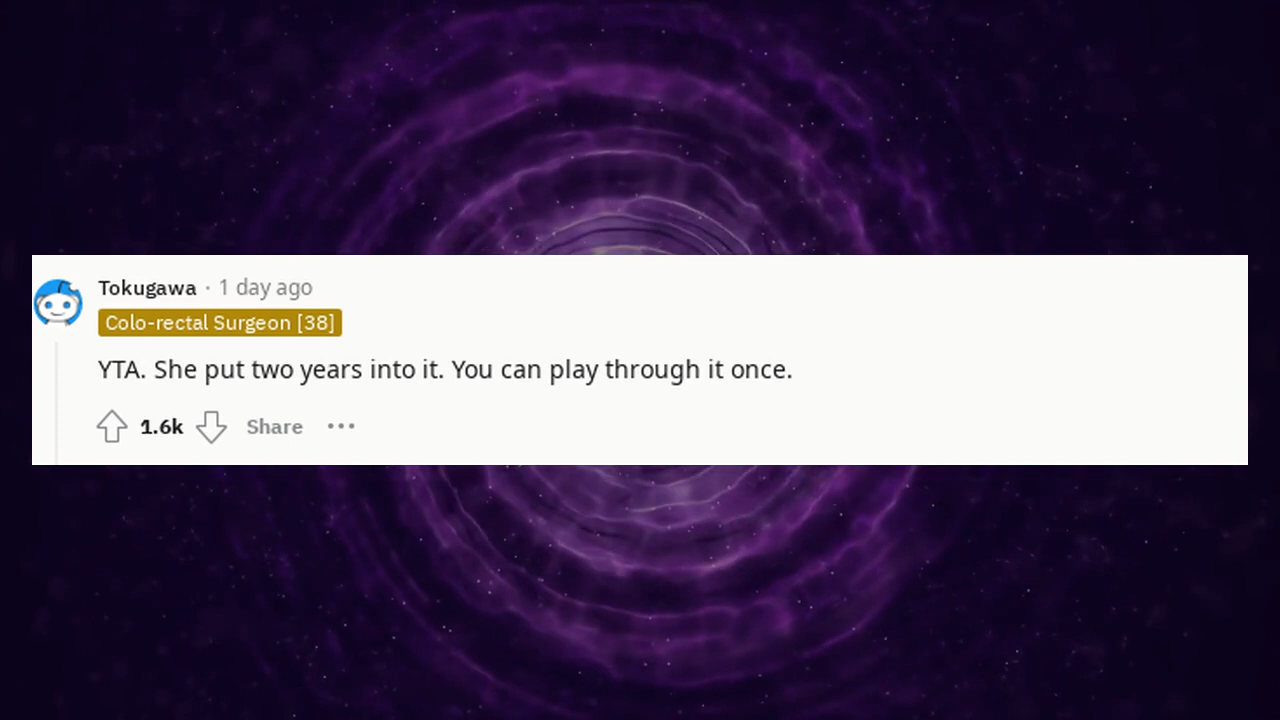 Tokugawa · 1 day ago
Colo-rectal Surgeon [38]
YTA. She put two years into it. You can play through it once.
1.6k Share •••